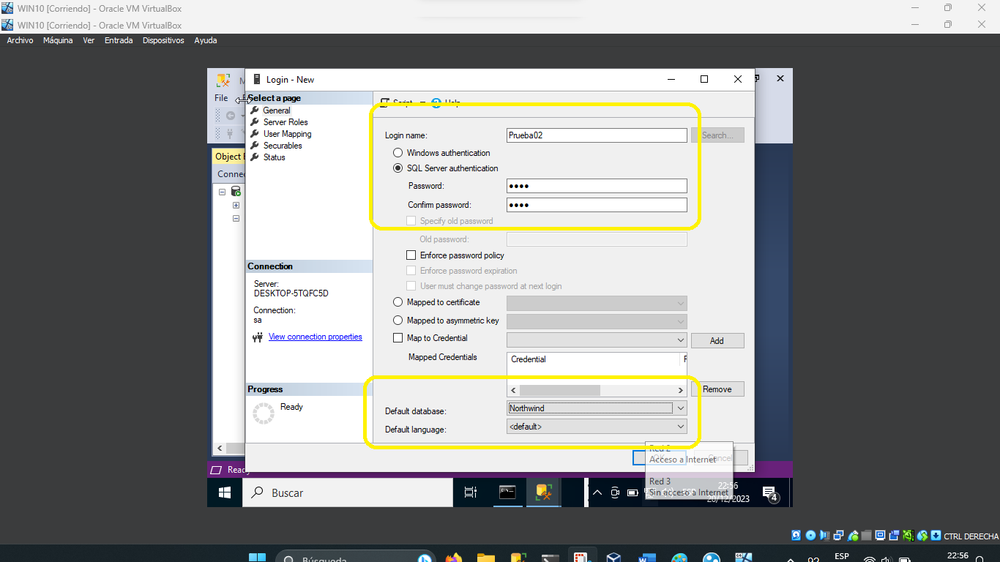 WIN10 [Corriendo] - Oracle VM VirtualBox
WIN10 [Corriendo] - Oracle VM VirtualBox
Archivo Máquina Ver Entrada Dispositivos Ayuda
Login - New
File
Select a page
Script Help
General
Server Roles
User Mapping
Securables
Status
Object
Login name: Prueba02 Search...
Windows authentication
SQL Server authentication
Password: ●●●●
Confirm password: ●●●●
Specify old password
Old password:
Enforce password policy
Enforce password expiration
User must change password at next login
Mapped to certificate
Mapped to asymmetric key
Map to Credential Add
Mapped Credentials Credential
Remove
Default database: Northwind
Default language: <default>
Connection
Server:
DESKTOP-5TQFC5D
Connection:
sa
View connection properties
Progress
Ready
OK Cancel
Red 2
Acceso a Internet
Red 3
Sin acceso a Internet
Buscar
22:56
20/12/2023
4
CTRL DERECHA
Búsqueda
ESP
22:56